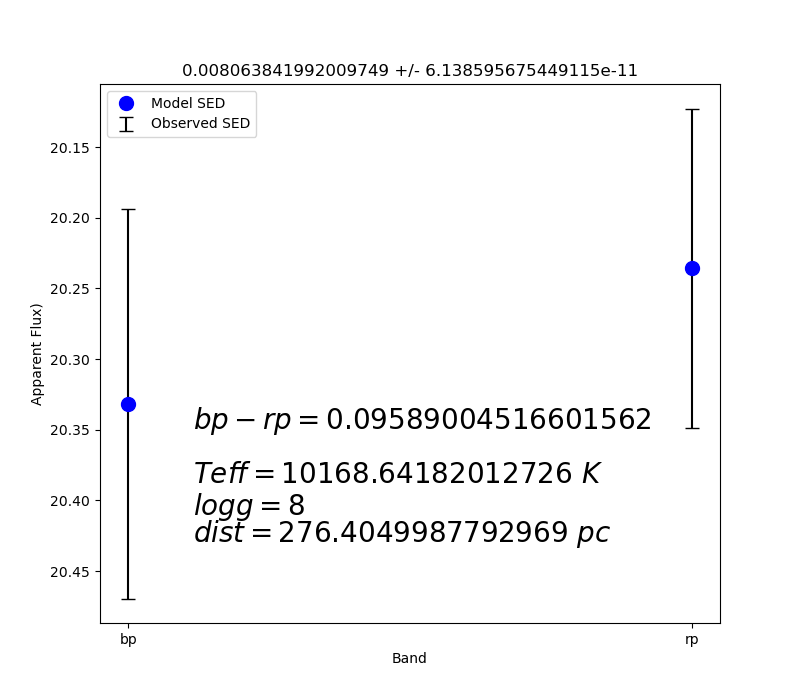 0.008063841992009749 +/- 6.138595675449115e-11
Model SED
Observed SED
20.15
20.20
20.25
20.30
20.35
20.40
20.45
Apparent Flux)
bp − rp = 0.09589004516601562
Teff = 10168.64182012726 K
logg = 8
dist = 276.4049987792969 pc
bp
rp
Band